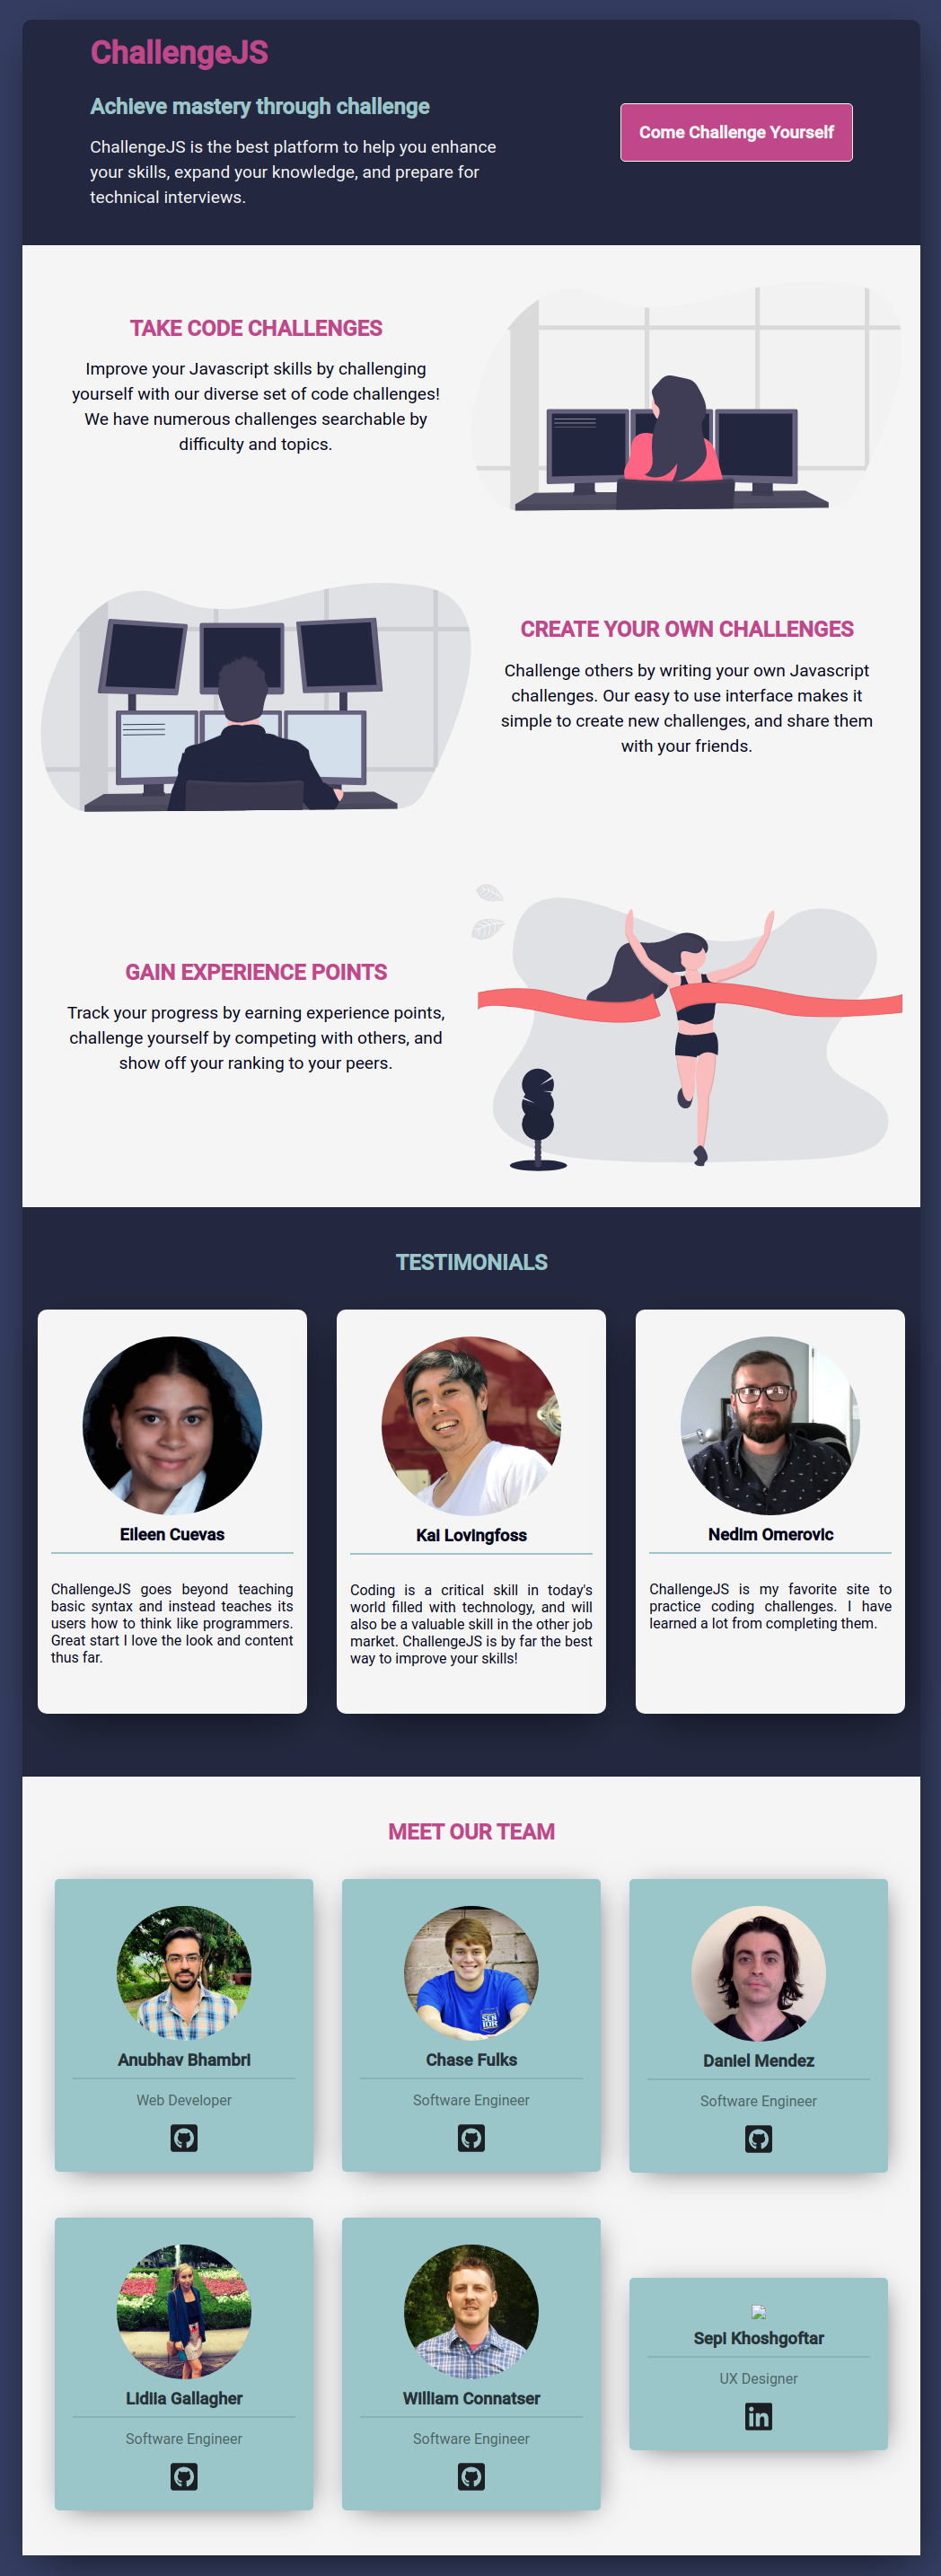 ChallengeJS
Achieve mastery through challenge
ChallengeJS is the best platform to help you enhance
your skills, expand your knowledge, and prepare for
technical interviews.
Come Challenge Yourself
TAKE CODE CHALLENGES
Improve your Javascript skills by challenging
yourself with our diverse set of code challenges!
We have numerous challenges searchable by
difficulty and topics.
CREATE YOUR OWN CHALLENGES
Challenge others by writing your own Javascript
challenges. Our easy to use interface makes it
simple to create new challenges, and share them
with your friends.
GAIN EXPERIENCE POINTS
Track your progress by earning experience points,
challenge yourself by competing with others, and
show off your ranking to your peers.
TESTIMONIALS
Eileen Cuevas
ChallengeJS goes beyond teaching
basic syntax and instead teaches its
users how to think like programmers.
Great start I love the look and content
thus far.
Kai Lovingfoss
Coding is a critical skill in today's
world filled with technology, and will
also be a valuable skill in the other job
market. ChallengeJS is by far the best
way to improve your skills!
Nedim Omerovic
ChallengeJS is my favorite site to
practice coding challenges. I have
learned a lot from completing them.
MEET OUR TEAM
Anubhav Bhambri
Web Developer
SEN
IOR
Chase Fulks
Software Engineer
Daniel Mendez
Software Engineer
Lidiia Gallagher
Software Engineer
William Connatser
Software Engineer
Sepi Khoshgoftar
UX Designer
in